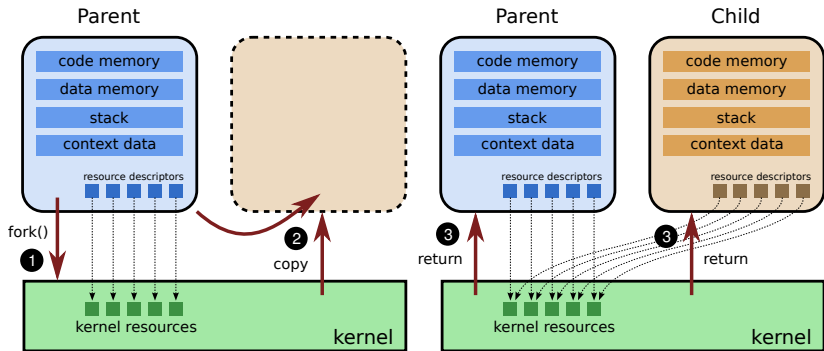 Parent
code memory
data memory
stack
context data
resource descriptors
fork()
1
2
copy
kernel resources
kernel
Parent
Child
code memory
data memory
stack
context data
resource descriptors
code memory
data memory
stack
context data
resource descriptors
3
return
3
return
kernel resources
kernel